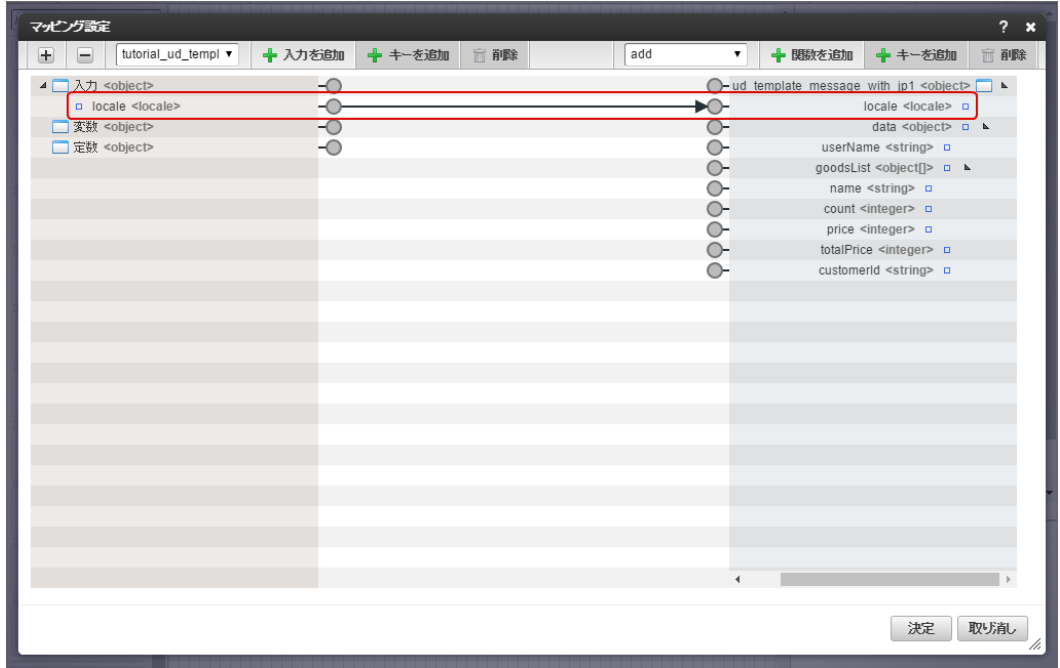 マッピング設定
tutorial_ud_templ 入力を追加 キーを追加 削除 add 関数を追加 キーを追加 削除
入力 <object> ud_template_message_with_jp1 <object>
locale <locale> locale <locale>
変数 <object> data <object>
定数 <object> userName <string>
goodsList <object[]>
name <string>
count <integer>
price <integer>
totalPrice <integer>
customerId <string>
決定 取り消し